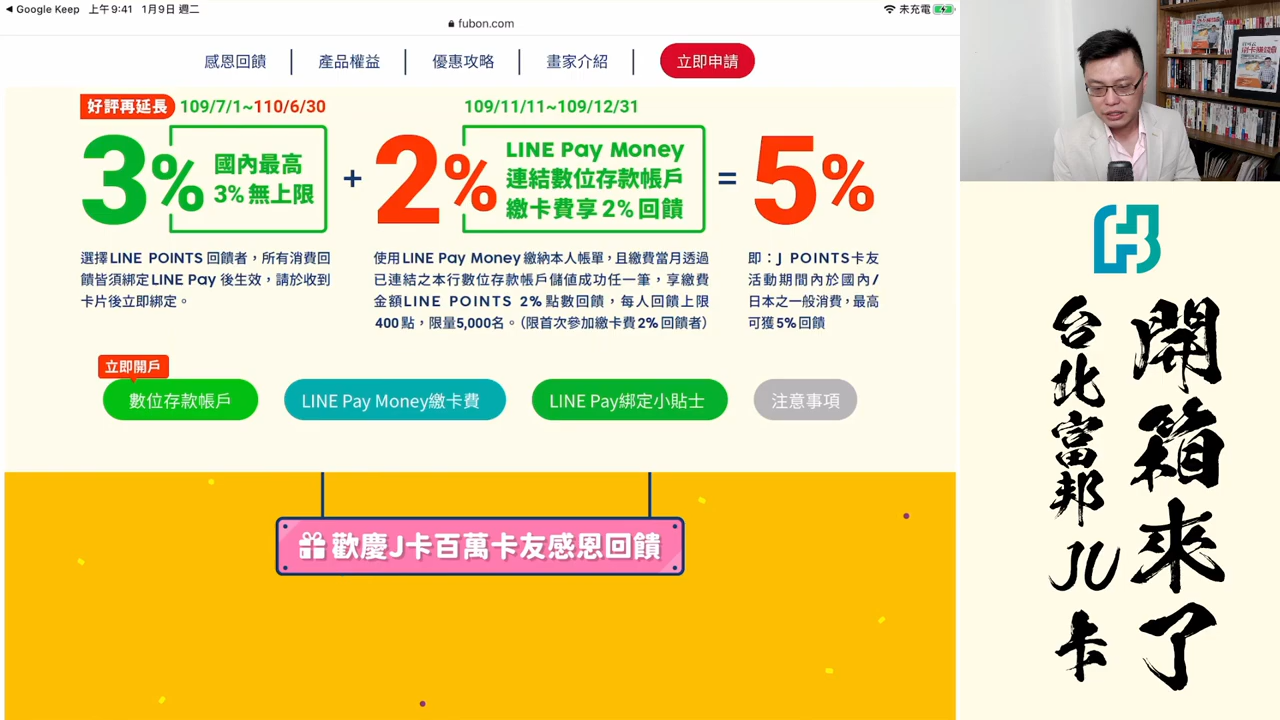 Google Keep 上午9:41 1月9日 週二
未充電
fubon.com
感恩回饋
產品權益
優惠攻略
畫家介紹
立即申請
好評再延長 109/7/1~110/6/30
3%
國內最高
3%無上限
+
109/11/11~109/12/31
2%
LINE Pay Money
連結數位存款帳戶
繳卡費享2%回饋
=
5%
選擇LINE POINTS回饋者，所有消費回
饋皆須綁定LINE Pay後生效，請於收到
卡片後立即綁定。
使用LINE Pay Money繳納本人帳單，且繳費當月透過
已連結之本行數位存款帳戶儲值成功任一筆，享繳費
金額LINE POINTS 2%點數回饋，每人回饋上限
400點，限量5,000名。（限首次參加繳卡費2%回饋者）
即：J POINTS卡友
活動期間內於國內/
日本之一般消費，最高
可獲5%回饋
立即開戶
數位存款帳戶
LINE Pay Money繳卡費
LINE Pay綁定小貼士
注意事項
歡慶J卡百萬卡友感恩回饋
開箱來了
台北富邦JU卡